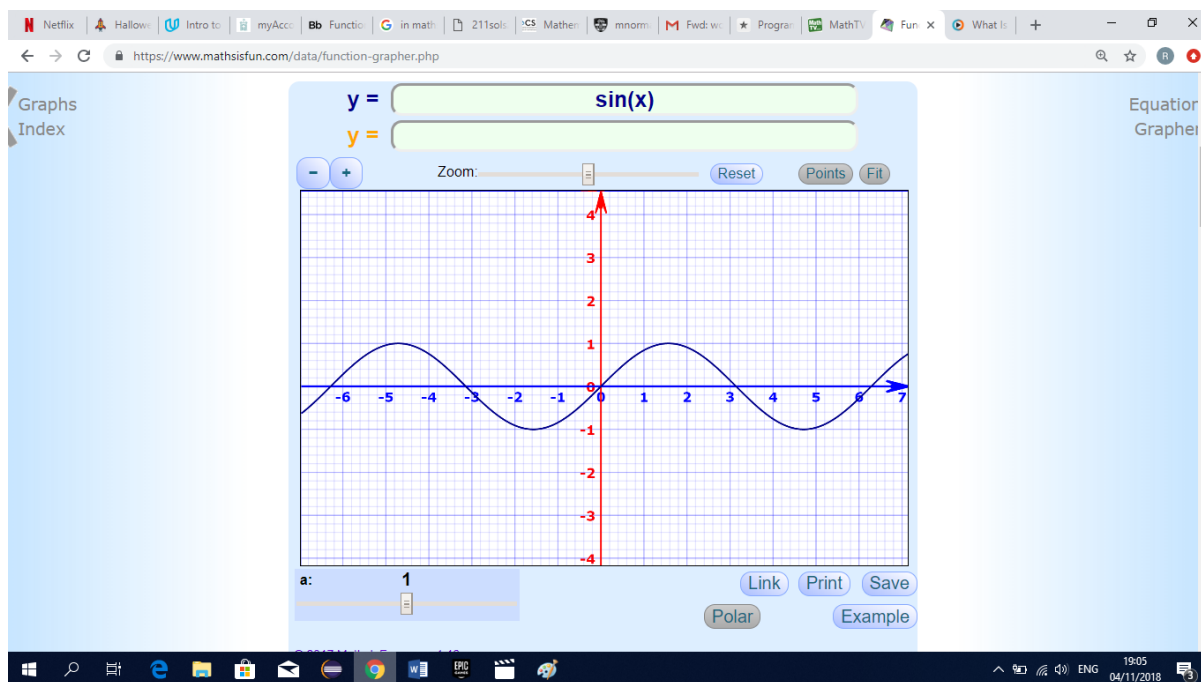 Netflix Hallowe Intro to myAcco Bb Functio in math 211sols Mathem mnorm Fwd: wo Progra MathTV Fun What Is
https://www.mathsisfun.com/data/function-grapher.php
Graphs
Index
Equation
Grapher
y = sin(x)
y =
- + Zoom: Reset Points Fit
4
3
2
1
0
-6 -5 -4 -3 -2 -1 0 1 2 3 4 5 6 7
-1
-2
-3
-4
a: 1
Link Print Save
Polar Example
ENG 19:05
04/11/2018